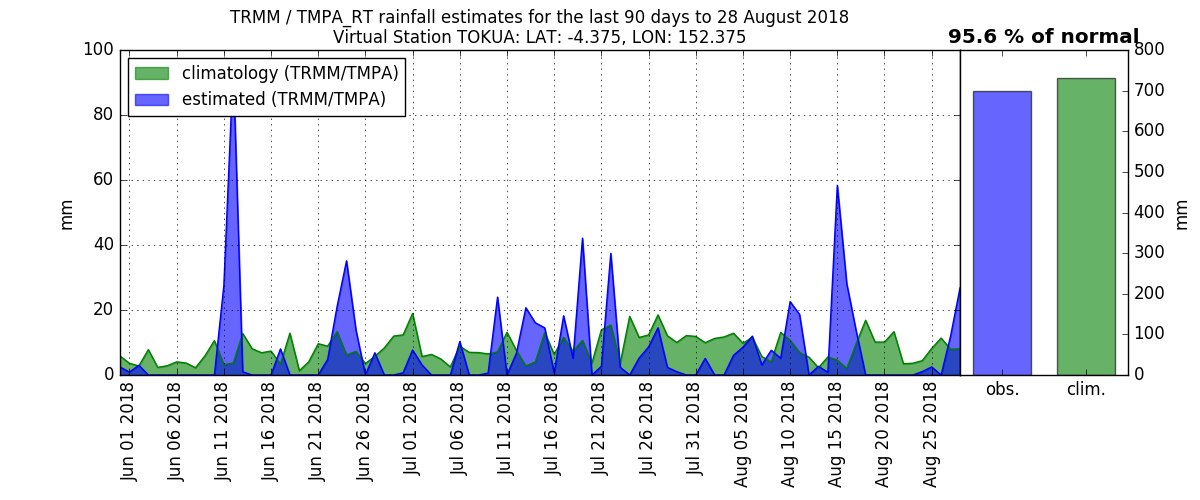 TRMM / TMPA_RT rainfall estimates for the last 90 days to 28 August 2018
Virtual Station TOKUA: LAT: -4.375, LON: 152.375
95.6 % of normal
climatology (TRMM/TMPA)
estimated (TRMM/TMPA)
100
80
60
40
20
0
mm
Jun 01 2018
Jun 06 2018
Jun 11 2018
Jun 16 2018
Jun 21 2018
Jun 26 2018
Jul 01 2018
Jul 06 2018
Jul 11 2018
Jul 16 2018
Jul 21 2018
Jul 26 2018
Jul 31 2018
Aug 05 2018
Aug 10 2018
Aug 15 2018
Aug 20 2018
Aug 25 2018
obs.
clim.
800
700
600
500
400
300
200
100
0
mm